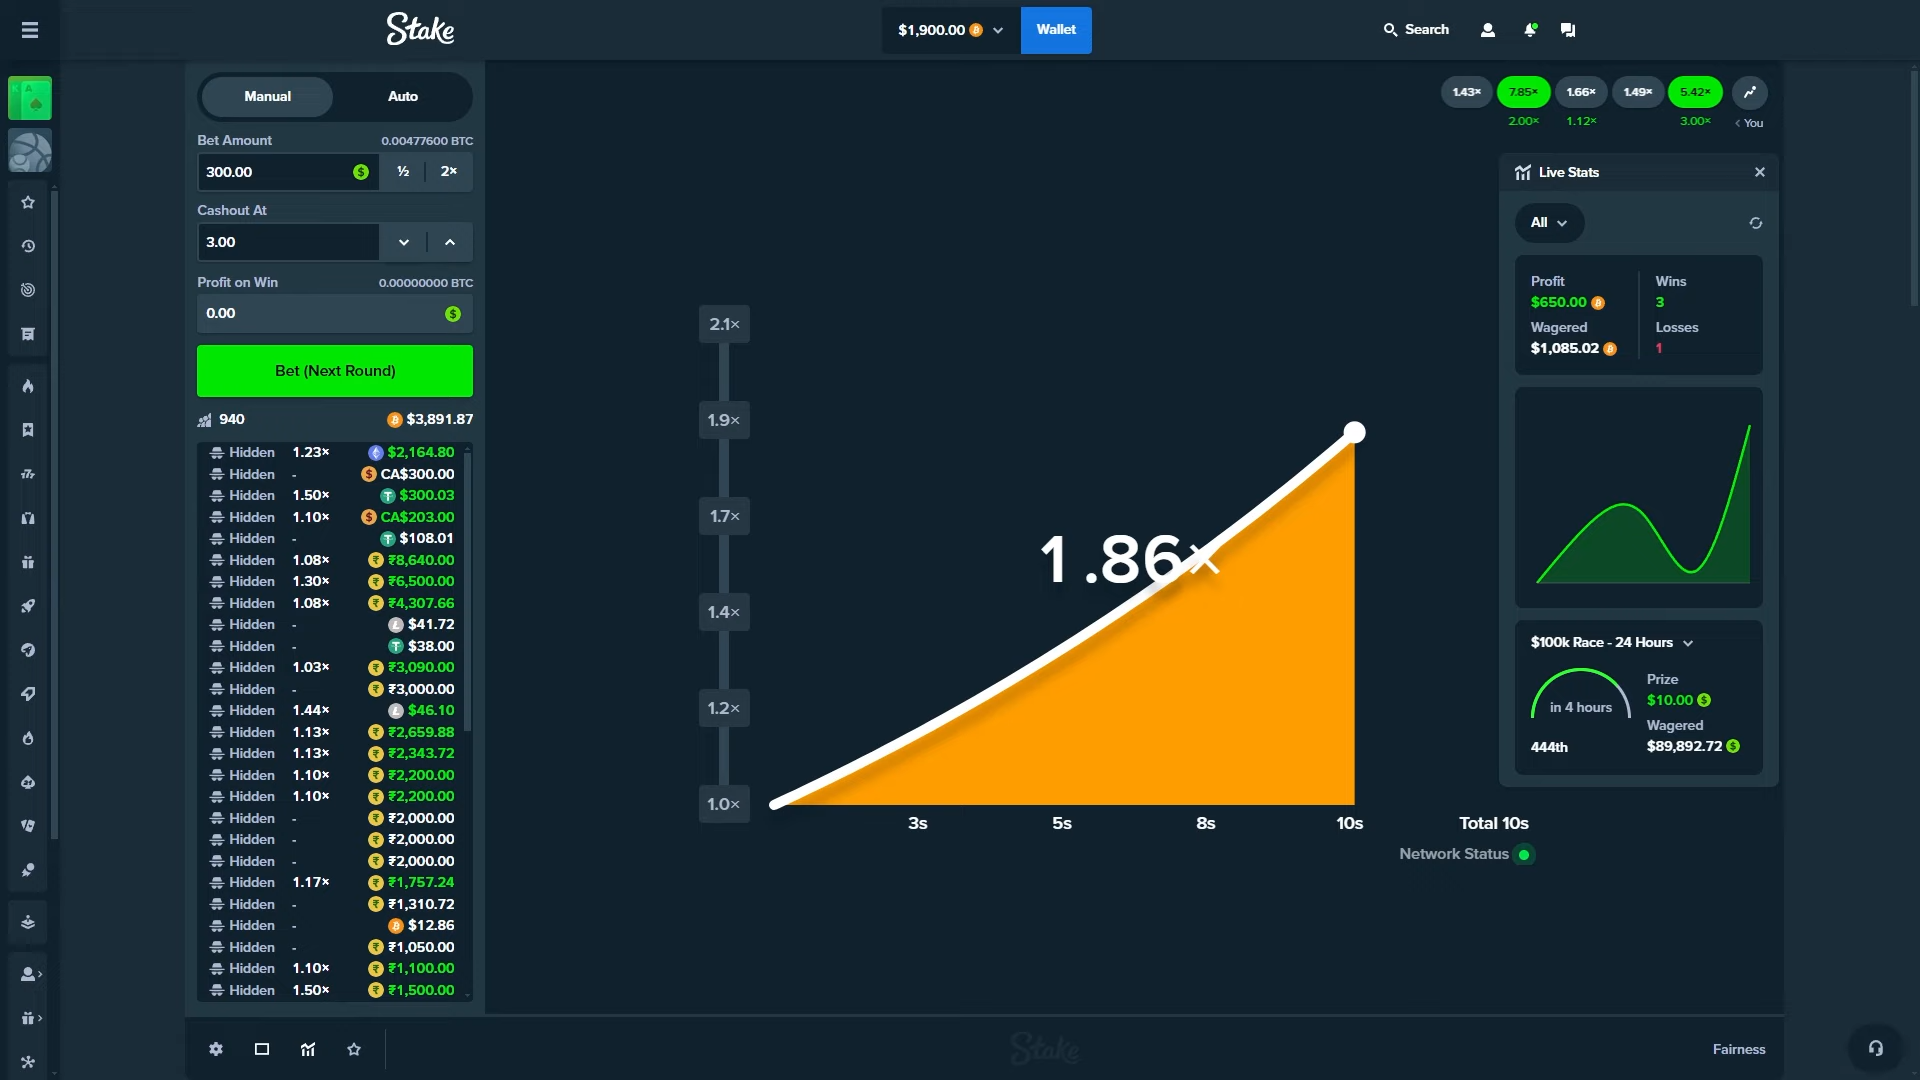 Stake
$1,900.00
Wallet
Search
Manual
Auto
Bet Amount
0.00477600 BTC
300.00
½
2×
Cashout At
3.00
Profit on Win
0.00000000 BTC
0.00
Bet (Next Round)
940
$3,891.87
Hidden 1.23× $2,164.80
Hidden - CA$300.00
Hidden 1.50× $300.03
Hidden 1.10× CA$203.00
Hidden - $108.01
Hidden 1.08× ₹8,640.00
Hidden 1.30× ₹6,500.00
Hidden 1.08× ₹4,307.66
Hidden - $41.72
Hidden - $38.00
Hidden 1.03× ₹3,090.00
Hidden - ₹3,000.00
Hidden 1.44× $46.10
Hidden 1.13× ₹2,659.88
Hidden 1.13× ₹2,343.72
Hidden 1.10× ₹2,200.00
Hidden 1.10× ₹2,200.00
Hidden - ₹2,000.00
Hidden - ₹2,000.00
Hidden - ₹2,000.00
Hidden 1.17× ₹1,757.24
Hidden - ₹1,310.72
Hidden - $12.86
Hidden - ₹1,050.00
Hidden 1.10× ₹1,100.00
Hidden 1.50× ₹1,500.00
2.1×
1.9×
1.7×
1.4×
1.2×
1.0×
1.86×
3s
5s
8s
10s
Total 10s
Network Status
1.43×
7.85×
1.66×
1.49×
5.42×
2.00×
1.12×
3.00×
< You
Live Stats
All
Profit
$650.00
Wins
3
Wagered
$1,085.02
Losses
1
$100k Race - 24 Hours
in 4 hours
444th
Prize
$10.00
Wagered
$89,892.72
Stake
Fairness